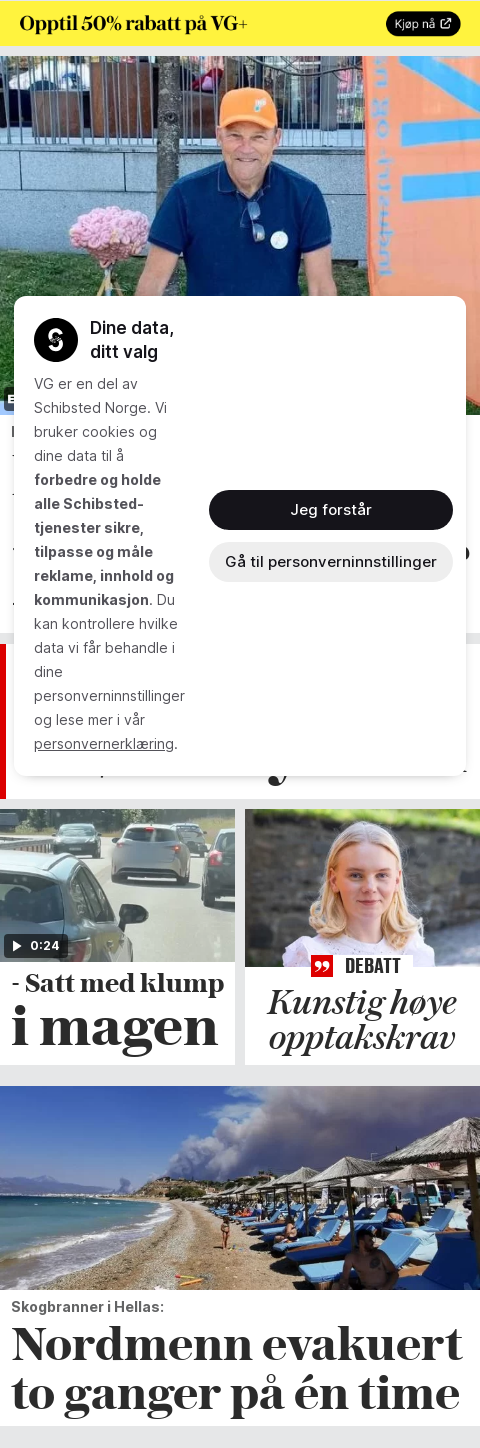 Opptil 50% rabatt på VG+
Kjøp nå
Dine data,
ditt valg
VG er en del av
Schibsted Norge. Vi
bruker cookies og
dine data til å
forbedre og holde
alle Schibsted-
tjenester sikre,
tilpasse og måle
reklame, innhold og
kommunikasjon. Du
kan kontrollere hvilke
data vi får behandle i
dine
personverninnstillinger
og lese mer i vår
personvernerklæring.
Jeg forstår
Gå til personverninnstillinger
0:24
- Satt med klump
i magen
DEBATT
Kunstig høye
opptakskrav
Skogbranner i Hellas:
Nordmenn evakuert
to ganger på én time